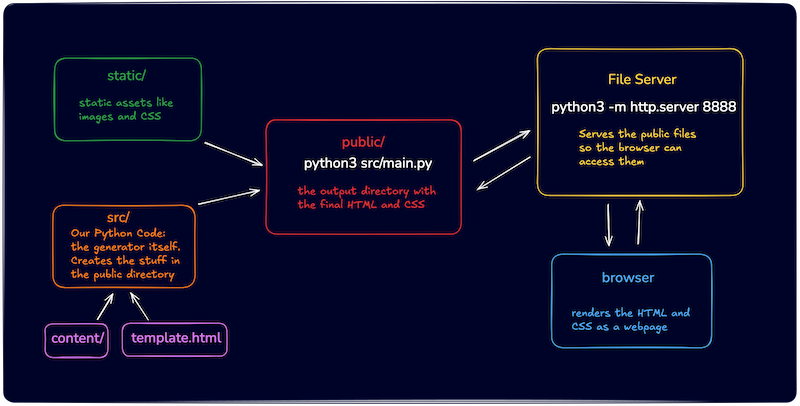 static/
static assets like
images and CSS
public/
python3 src/main.py
the output directory with
the final HTML and CSS
File Server
python3 -m http.server 8888
Serves the public files
so the browser can
access them
src/
Our Python Code:
the generator itself.
Creates the stuff in
the public directory
content/
template.html
browser
renders the HTML and
CSS as a webpage